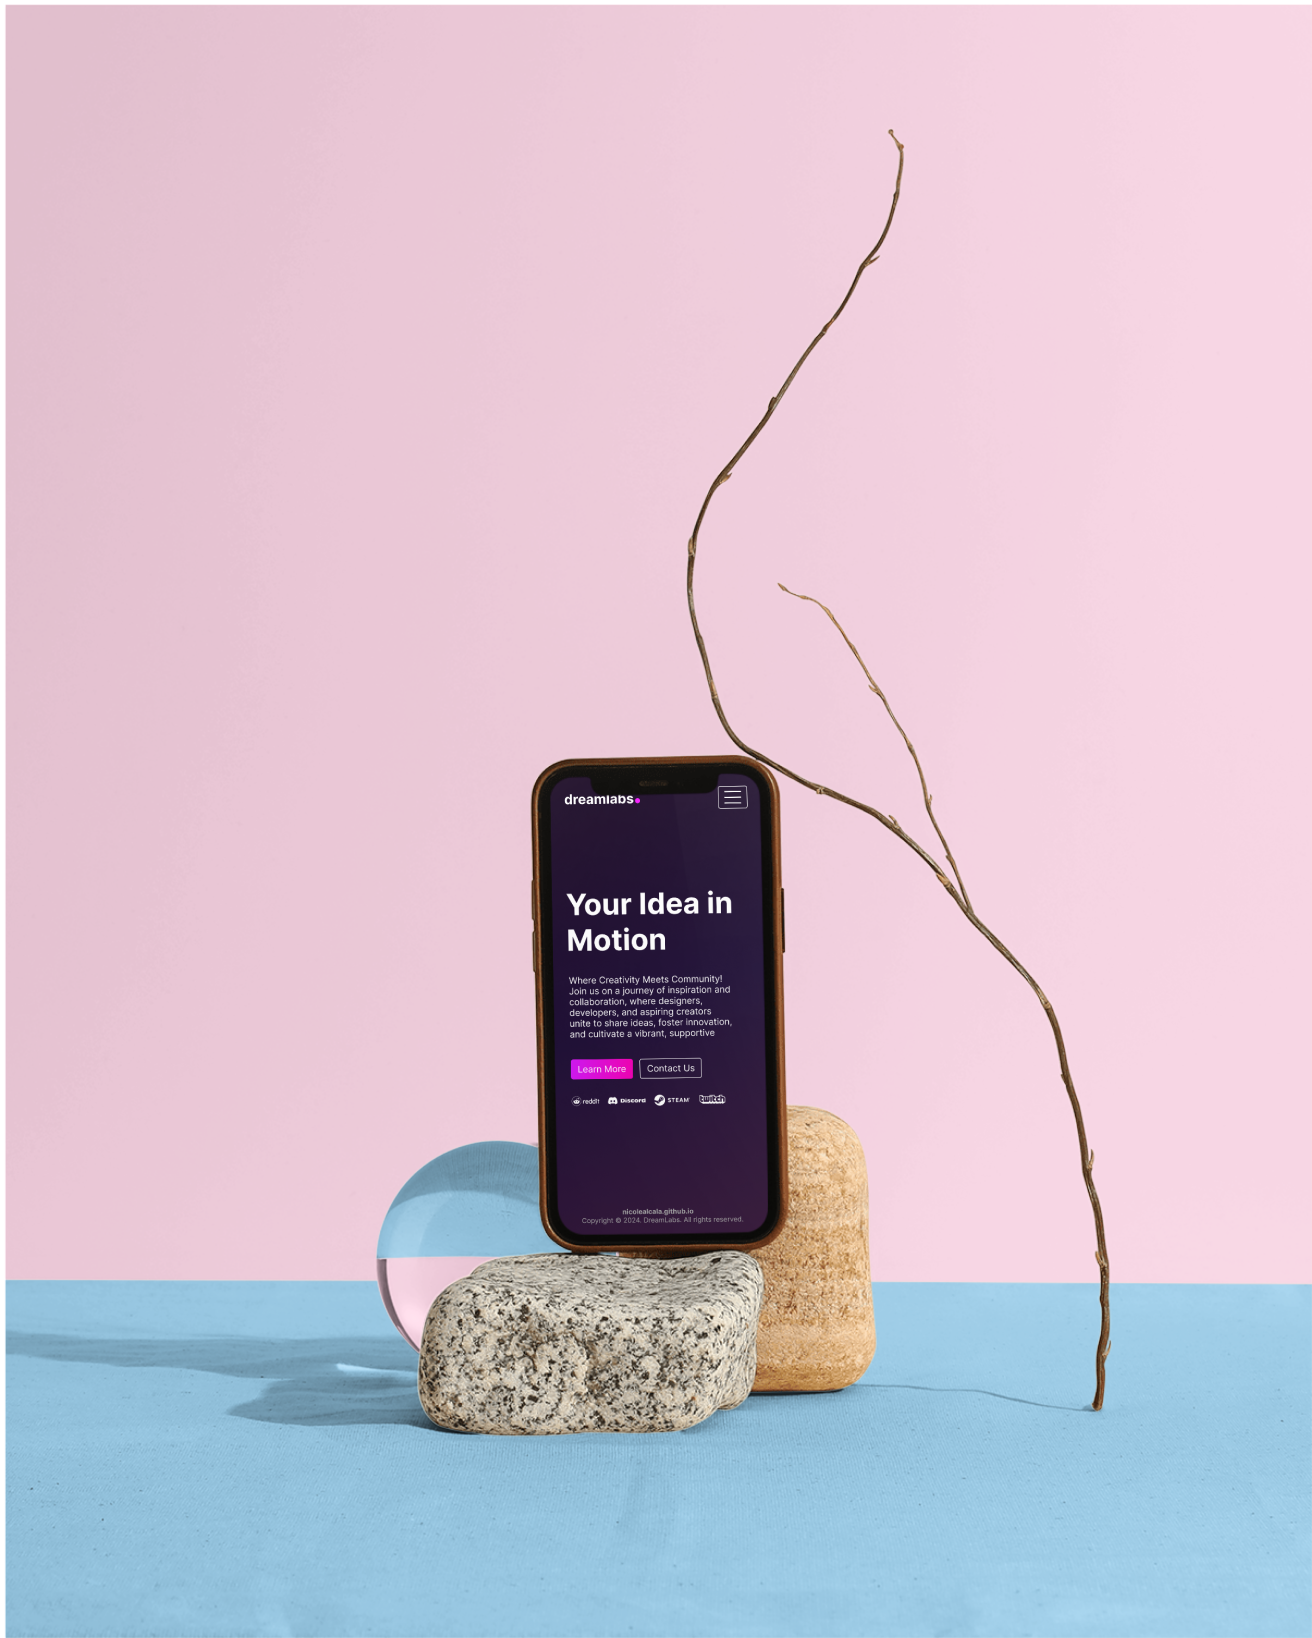 dreamlabs
Your Idea in
Motion
Where Creativity Meets Community!
Join us on a journey of inspiration and
collaboration, where designers,
developers, and aspiring creators
unite to share ideas, foster innovation,
and cultivate a vibrant, supportive
Learn More Contact Us
reddit Discord STEAM twitch
nicolealcala.github.io
Copyright © 2024. DreamLabs. All rights reserved.